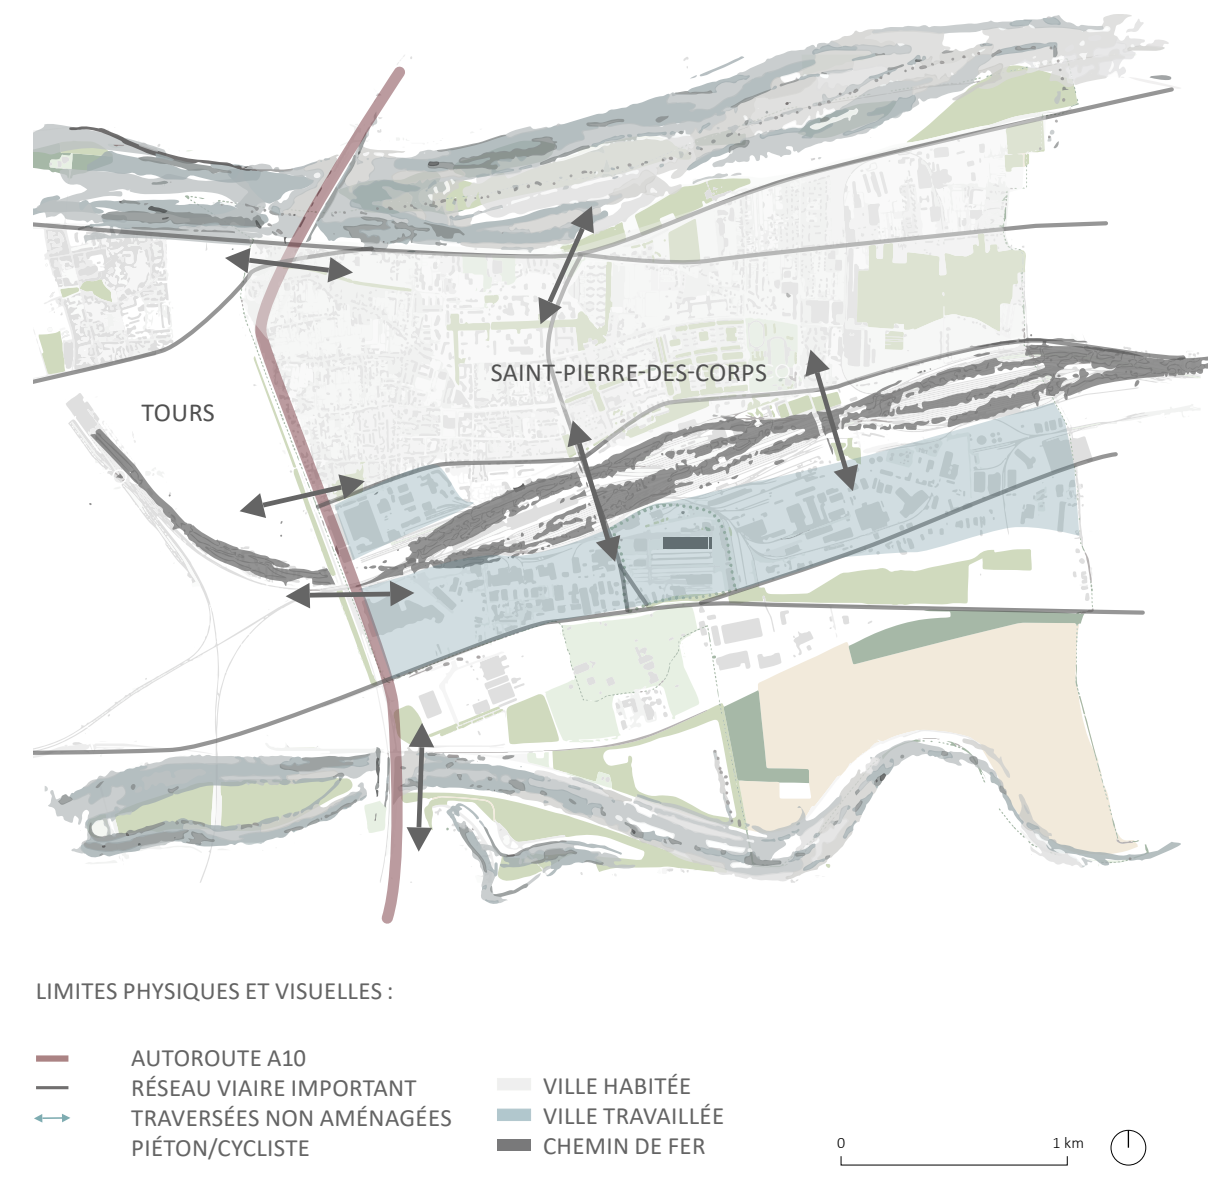 SAINT-PIERRE-DES-CORPS
TOURS
LIMITES PHYSIQUES ET VISUELLES :
AUTOROUTE A10
RÉSEAU VIAIRE IMPORTANT
TRAVERSÉES NON AMÉNAGÉES
PIÉTON/CYCLISTE
VILLE HABITÉE
VILLE TRAVAILLÉE
CHEMIN DE FER
0 1 km